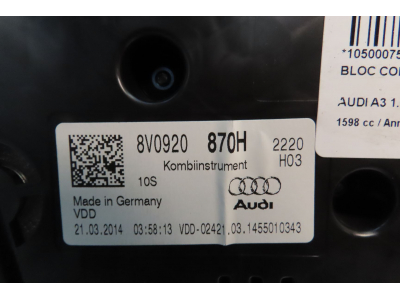 8V0920 870H 2220
Kombiinstrument H03
10S
Made in Germany
VDD
Audi
21.03.2014 03:58:13 VDD-02421.03.1455010343
*10500075
BLOC CO
AUDI A3 1.
1598 cc / Ann